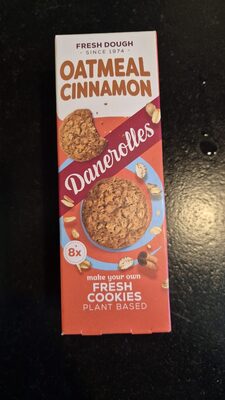 FRESH DOUGH
- SINCE 1974 -
OATMEAL
CINNAMON
Danerolles
8x
make your own
FRESH
COOKIES
PLANT BASED